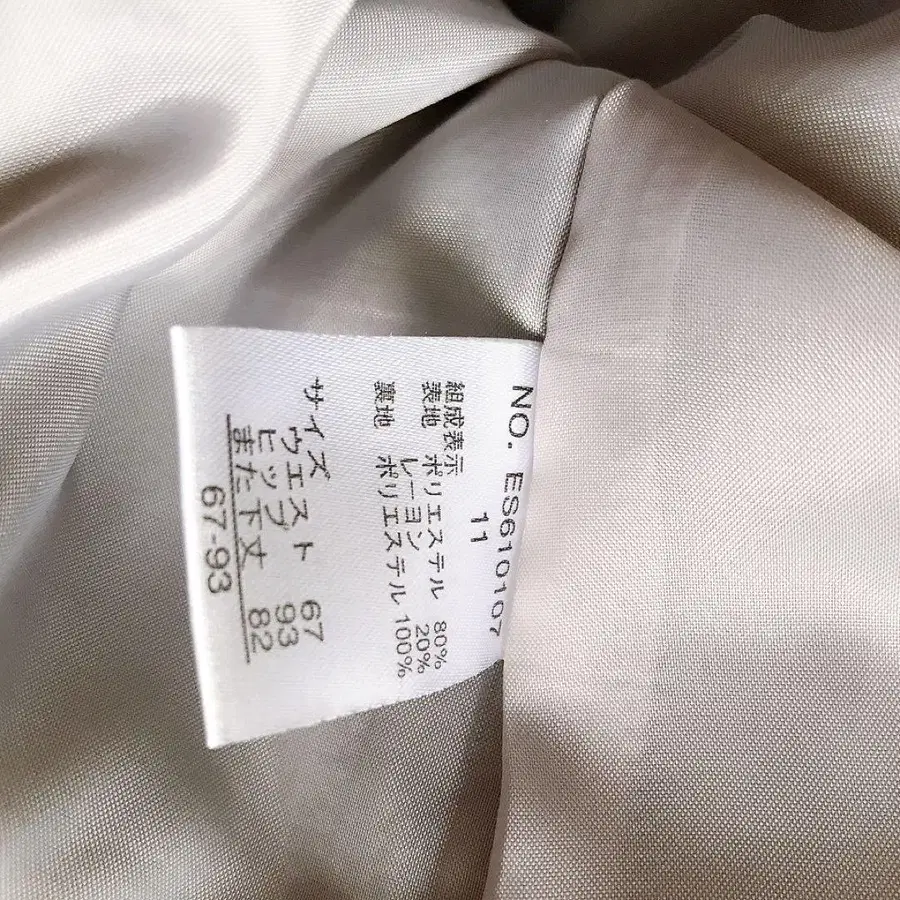 NO. ES610107
11
組成表示
表地 ポリエステル 80%
レーヨン 20%
裏地 ポリエステル 100%
サイズ
ウエスト 67
ヒップ 93
また下丈 82
67-93